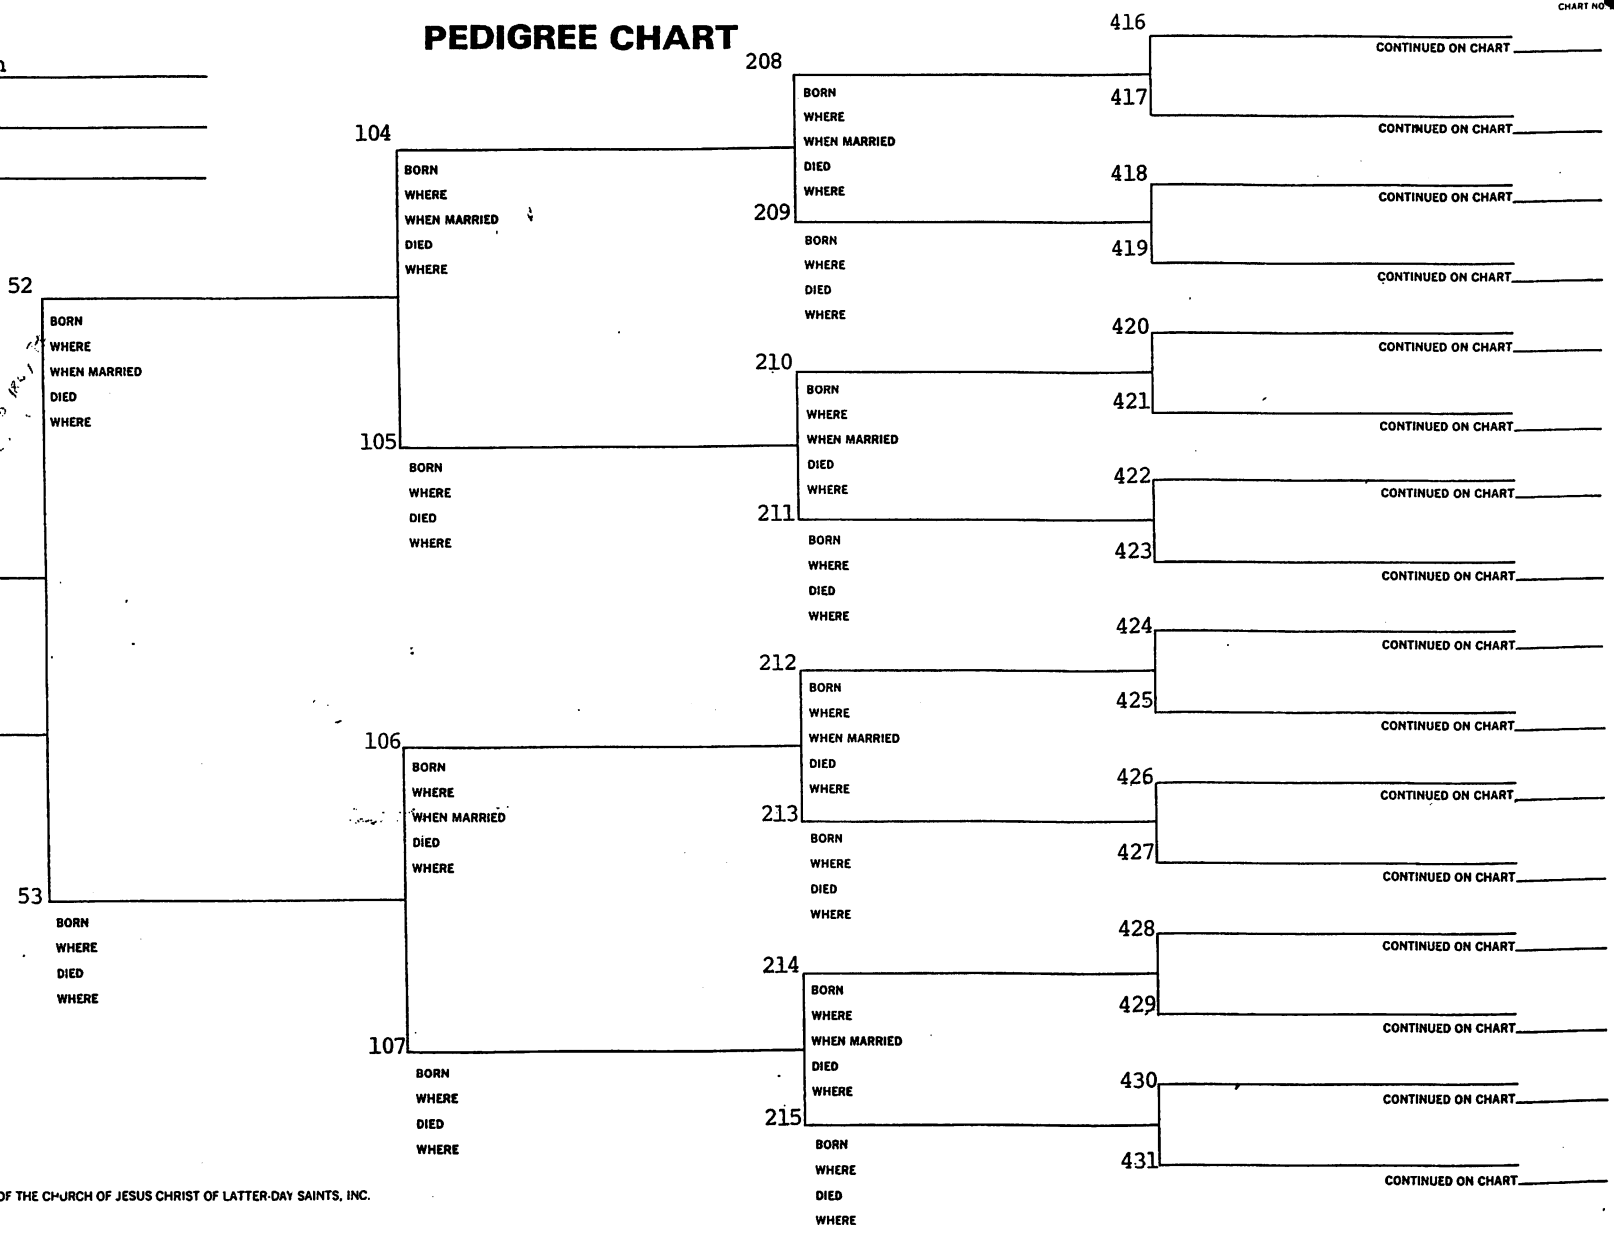 CHART NO.
PEDIGREE CHART
416
CONTINUED ON CHART
208
BORN
WHERE
WHEN MARRIED
DIED
WHERE
417
CONTINUED ON CHART
104
BORN
WHERE
WHEN MARRIED
DIED
WHERE
418
CONTINUED ON CHART
209
BORN
WHERE
DIED
WHERE
419
CONTINUED ON CHART
52
BORN
WHERE
WHEN MARRIED
DIED
WHERE
420
CONTINUED ON CHART
210
BORN
WHERE
WHEN MARRIED
DIED
WHERE
421
CONTINUED ON CHART
105
BORN
WHERE
DIED
WHERE
422
CONTINUED ON CHART
211
BORN
WHERE
DIED
WHERE
423
CONTINUED ON CHART
424
CONTINUED ON CHART
212
BORN
WHERE
WHEN MARRIED
DIED
WHERE
425
CONTINUED ON CHART
106
BORN
WHERE
WHEN MARRIED
DIED
WHERE
426
CONTINUED ON CHART
213
BORN
WHERE
DIED
WHERE
427
CONTINUED ON CHART
53
BORN
WHERE
DIED
WHERE
428
CONTINUED ON CHART
214
BORN
WHERE
WHEN MARRIED
DIED
WHERE
429
CONTINUED ON CHART
107
BORN
WHERE
DIED
WHERE
430
CONTINUED ON CHART
215
BORN
WHERE
DIED
WHERE
431
CONTINUED ON CHART
OF THE CHURCH OF JESUS CHRIST OF LATTER-DAY SAINTS, INC.